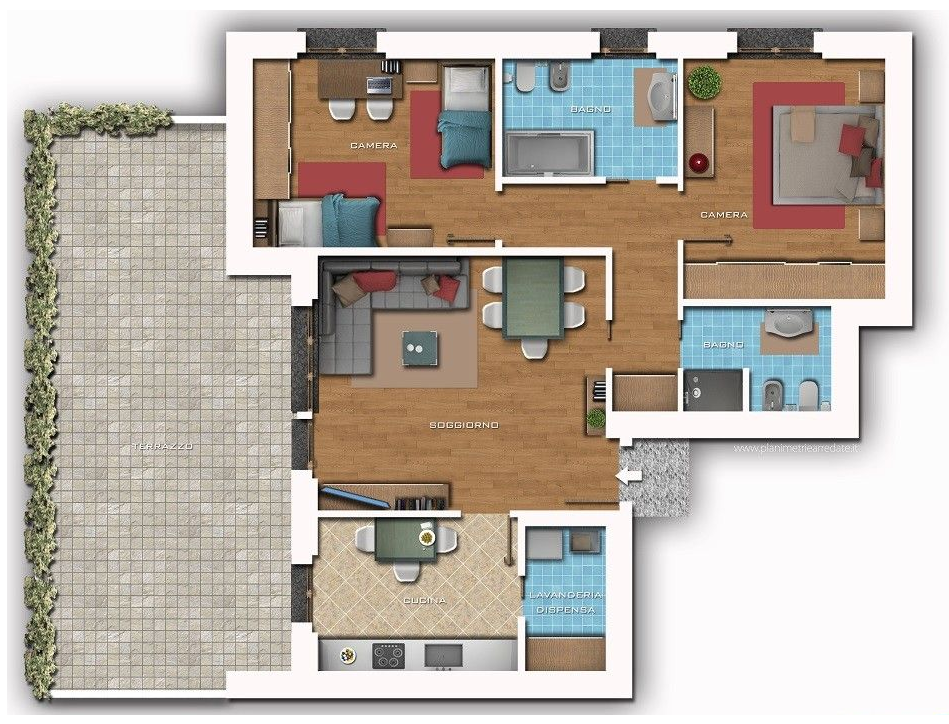 BAGNO
CAMERA
CAMERA
BAGNO
SOGGIORNO
TERRAZZO
www.planimetriearredate.it
CUCINA
LAVANDERIA-
DISPENSA